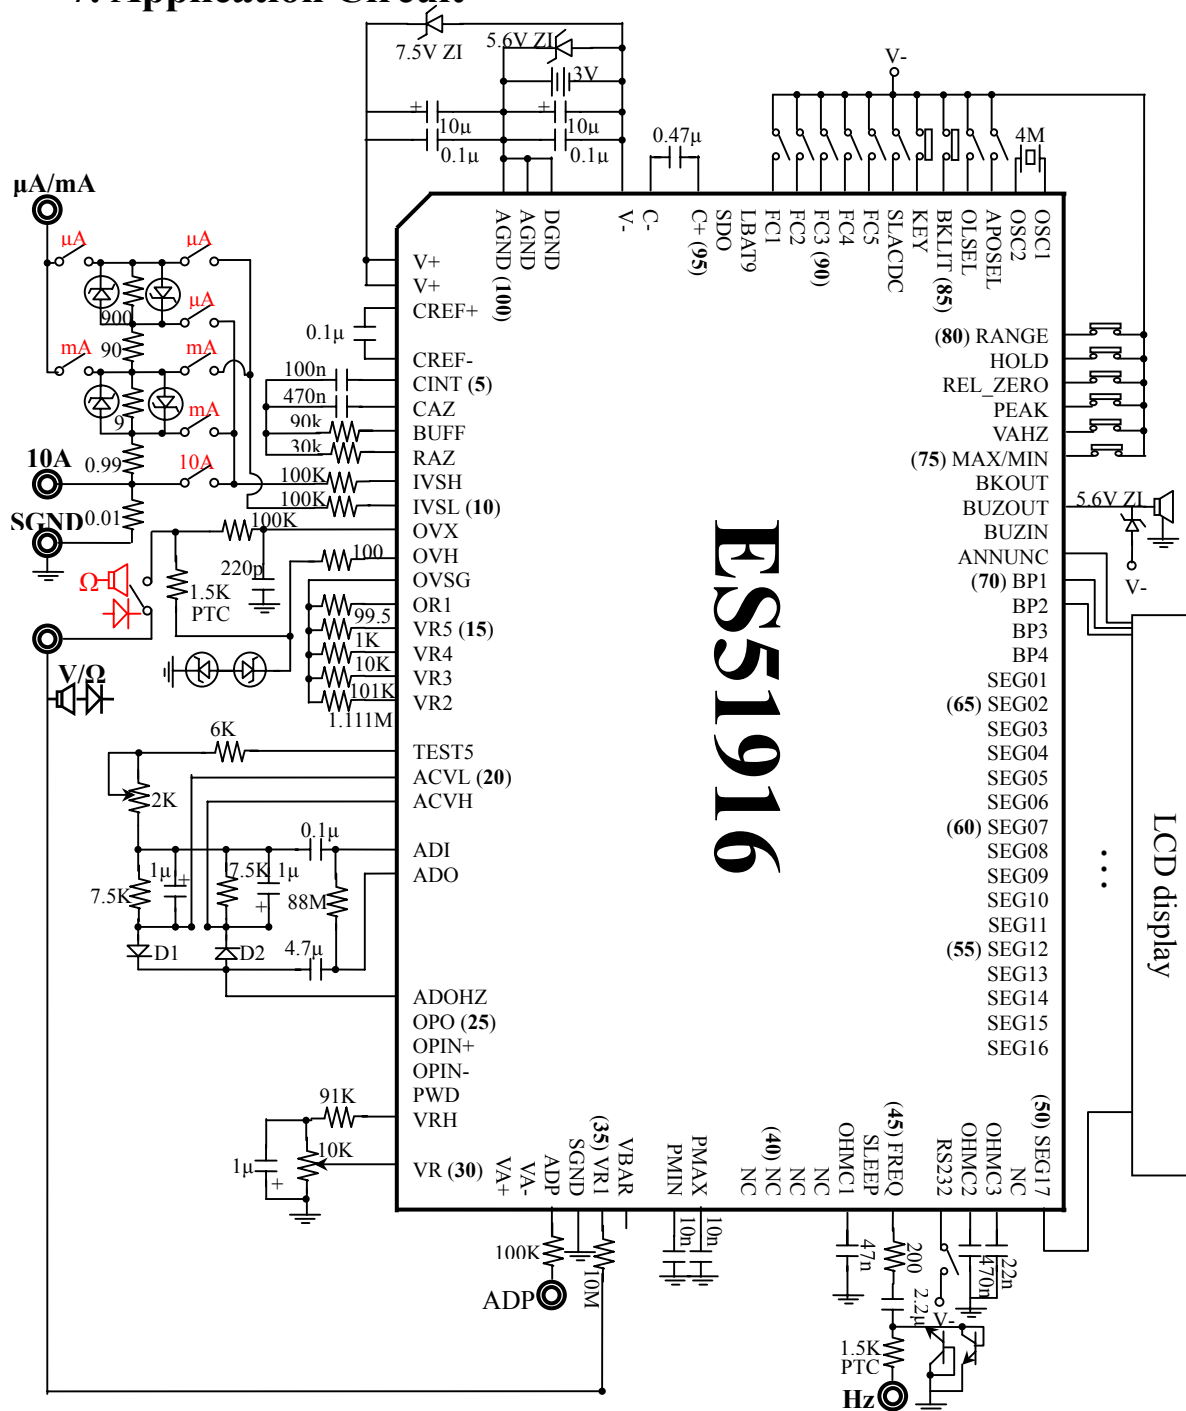 7.5V ZI
5.6V ZI
3V
10µ
10µ
0.1µ
0.1µ
0.47µ
V-
4M
µA/mA
µA
µA
900
µA
mA
90
mA
9
mA
10A
0.99
10A
SGND
0.01
AGND (100)
AGND
DGND
V-
C-
C+ (95)
SDO
LBAT9
FC1
FC2
FC3 (90)
FC4
FC5
SLACDC
KEY
BKLIT (85)
OLSEL
APOSEL
OSC2
OSC1
V+
V+
CREF+
0.1µ
CREF-
100n
CINT (5)
470n
CAZ
90k
BUFF
30k
RAZ
100K
IVSH
100K
IVSL (10)
100K
OVX
100
OVH
220p
OVSG
1.5K
PTC
OR1
99.5
VR5 (15)
1K
VR4
10K
VR3
101K
VR2
1.111M
Ω
V/Ω
6K
TEST5
2K
ACVL (20)
ACVH
0.1µ
ADI
ADO
7.5K
1µ
7.5K
1µ
88M
D1
D2
4.7µ
ADOHZ
OPO (25)
OPIN+
OPIN-
PWD
91K
VRH
10K
1µ
VR (30)
ES5916
(80) RANGE
HOLD
REL_ZERO
PEAK
VAHZ
(75) MAX/MIN
BKOUT
BUZOUT
5.6V ZI
BUZIN
ANNUNC
V-
(70) BP1
BP2
BP3
BP4
SEG01
(65) SEG02
SEG03
SEG04
SEG05
SEG06
(60) SEG07
SEG08
SEG09
SEG10
SEG11
(55) SEG12
SEG13
SEG14
SEG15
SEG16
...
LCD display
VA+
VA-
ADP
SGND
(35) VR1
VBAR
PMIN
PMAX
NC
(40) NC
NC
NC
OHMC1
SLEEP
(45) FREQ
RS232
OHMC2
OHMC3
NC
(50) SEG17
100K
10M
ADP
10n
10n
47n
200
2.2µ
V-
470n
22n
1.5K
PTC
Hz